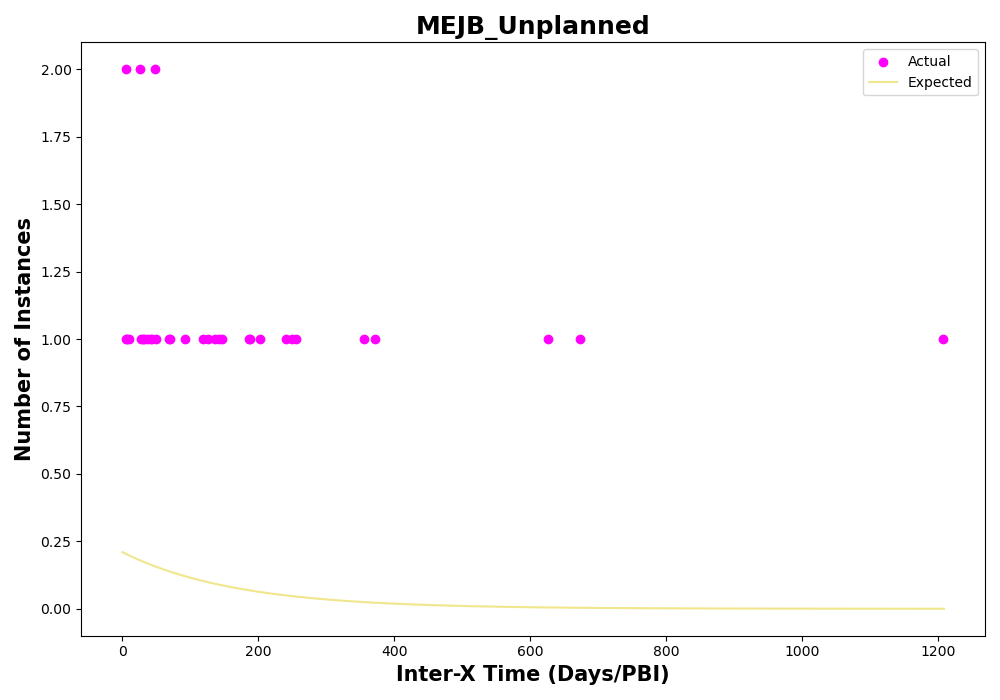 MEJB_Unplanned
Number of Instances
2.00
1.75
1.50
1.25
1.00
0.75
0.50
0.25
0.00
Actual
Expected
0 200 400 600 800 1000 1200
Inter-X Time (Days/PBI)